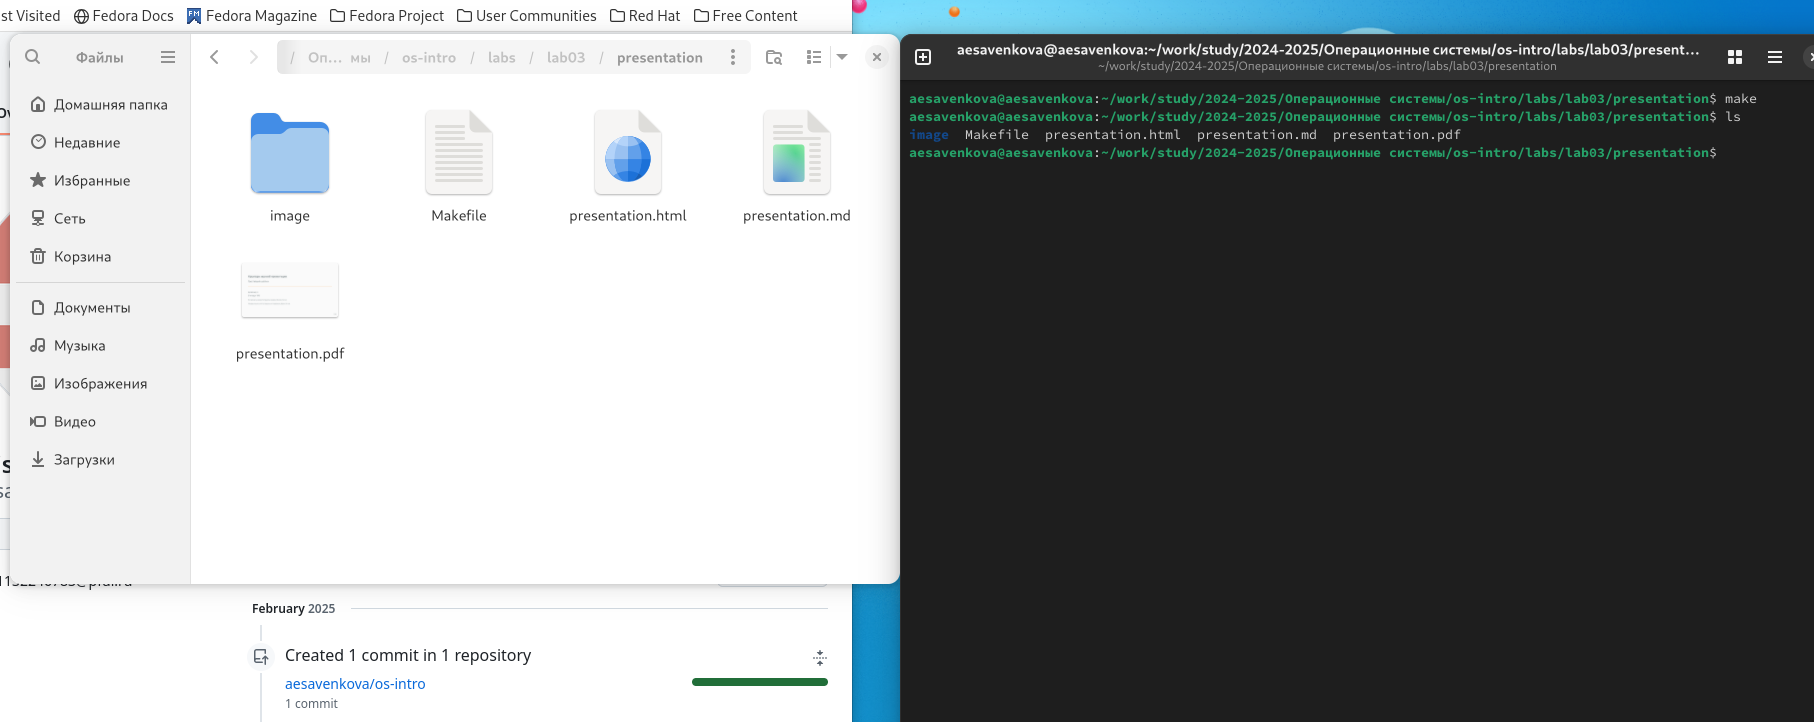 st Visited Fedora Docs Fedora Magazine Fedora Project User Communities Red Hat Free Content
Файлы
/ Оп... мы / os-intro / labs / lab03 / presentation
Домашняя папка
Недавние
Избранные
Сеть
Корзина
Документы
Музыка
Изображения
Видео
Загрузки
image
Makefile
presentation.html
presentation.md
presentation.pdf
February 2025
Created 1 commit in 1 repository
aesavenkova/os-intro
1 commit
aesavenkova@aesavenkova:~/work/study/2024-2025/Операционные системы/os-intro/labs/lab03/present...
~/work/study/2024-2025/Операционные системы/os-intro/labs/lab03/presentation
aesavenkova@aesavenkova:~/work/study/2024-2025/Операционные системы/os-intro/labs/lab03/presentation$ make
aesavenkova@aesavenkova:~/work/study/2024-2025/Операционные системы/os-intro/labs/lab03/presentation$ ls
image Makefile presentation.html presentation.md presentation.pdf
aesavenkova@aesavenkova:~/work/study/2024-2025/Операционные системы/os-intro/labs/lab03/presentation$